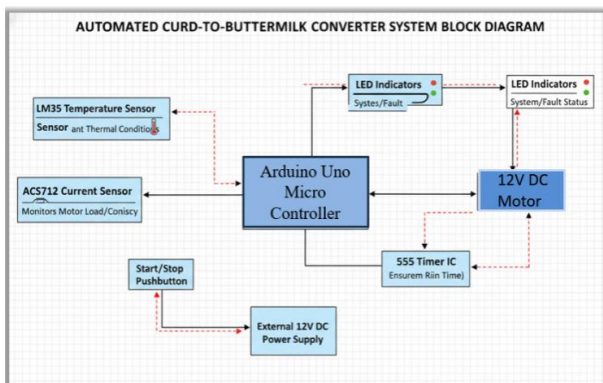 AUTOMATED CURD-TO-BUTTERMILK CONVERTER SYSTEM BLOCK DIAGRAM
LED Indicators
Systes/Fault
LED Indicators
System/Fault Status
LM35 Temperature Sensor
Sensor ant Thermal Conditions
Arduino Uno
Micro
Controller
12V DC
Motor
ACS712 Current Sensor
Monitors Motor Load/Coniscy
555 Timer IC
Ensurem Riin Time)
Start/Stop
Pushbutton
External 12V DC
Power Supply